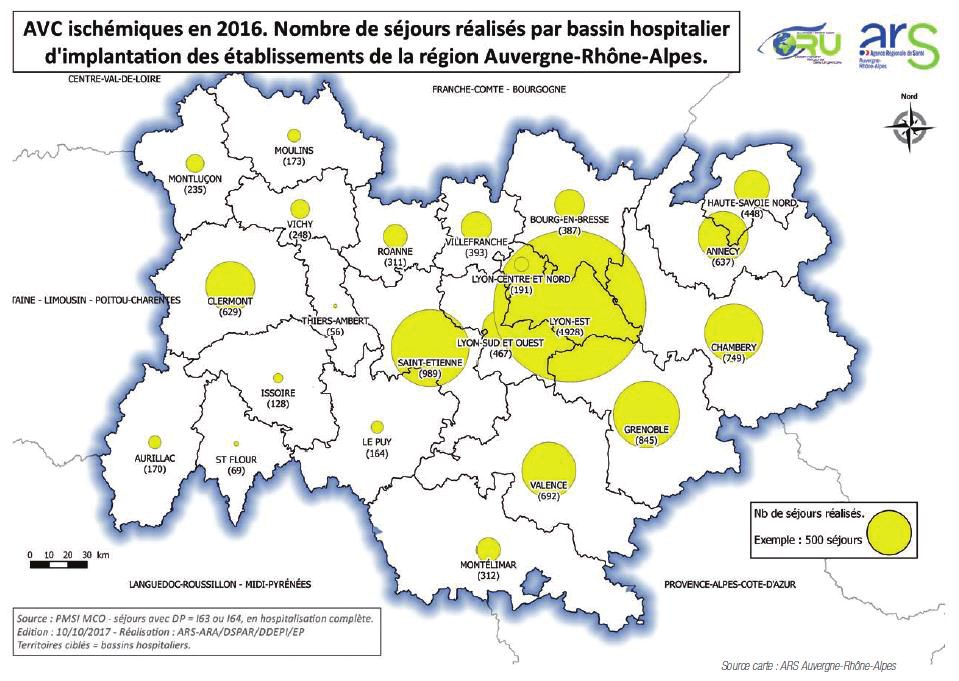 AVC ischémiques en 2016. Nombre de séjours réalisés par bassin hospitalier
d'implantation des établissements de la région Auvergne-Rhône-Alpes.
ORU
ars
Agence Régionale de Santé
Auvergne-
Rhône-Alpes
CENTRE-VAL-DE-LOIRE
FRANCHE-COMTE - BOURGOGNE
Nord
MOULINS
(173)
MONTLUÇON
(235)
HAUTE-SAVOIE NORD
(448)
VICHY
(248)
BOURG-EN-BRESSE
(387)
ROANNE
(311)
VILLEFRANCHE
(393)
ANNECY
(637)
LYON-CENTRE ET NORD
(191)
TAINE - LIMOUSIN - POITOU-CHARENTES
CLERMONT
(629)
THIERS-AMBERT
(56)
LYON-EST
(1928)
LYON-SUD ET OUEST
(467)
CHAMBERY
(749)
SAINT-ETIENNE
(989)
ISSOIRE
(128)
GRENOBLE
(845)
LE PUY
(164)
AURILLAC
(170)
ST FLOUR
(69)
VALENCE
(692)
Nb de séjours réalisés.
Exemple : 500 séjours
0 10 20 30 km
MONTÉLIMAR
(312)
LANGUEDOC-ROUSSILLON - MIDI-PYRÉNÉES
PROVENCE-ALPES-COTE-D'AZUR
Source : PMSI MCO - séjours avec DP = I63 ou I64, en hospitalisation complète.
Edition : 10/10/2017 - Réalisation : ARS-ARA/DSPAR/DDEPI/EP
Territoires ciblés = bassins hospitaliers.
Source carte : ARS Auvergne-Rhône-Alpes